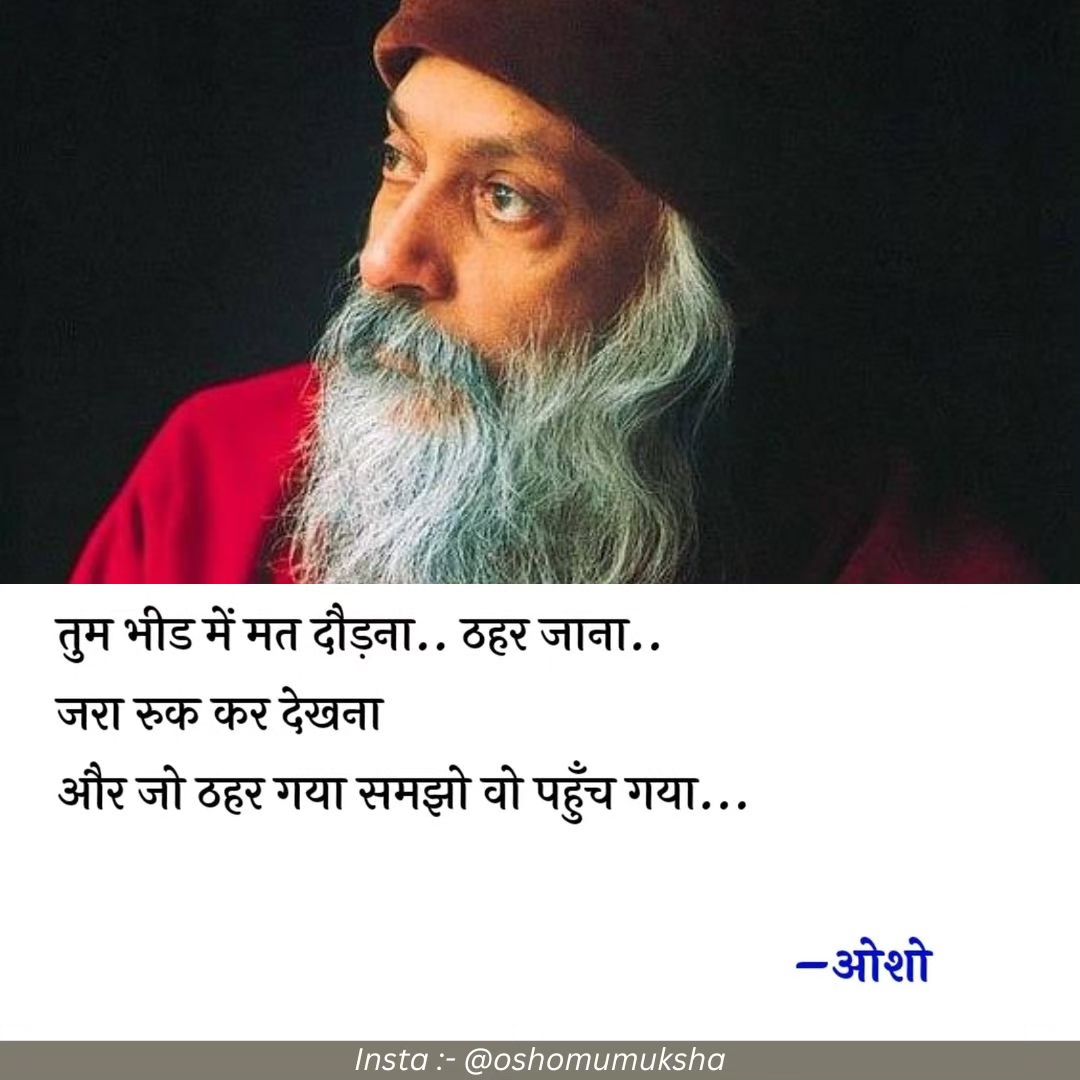 तुम भीड में मत दौड़ना.. ठहर जाना..
जरा रुक कर देखना
और जो ठहर गया समझो वो पहुँच गया...
–ओशो
Insta :- @oshomumuksha